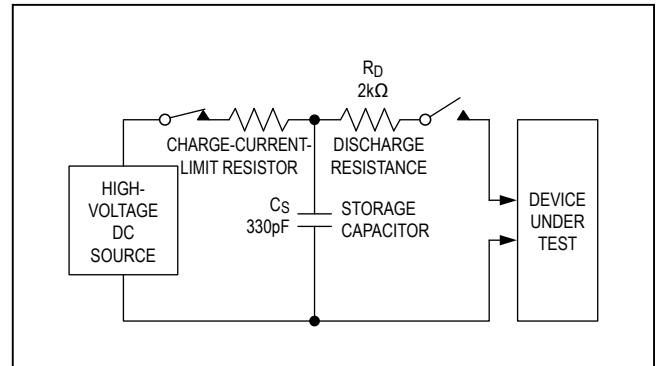 RD
2kΩ
CHARGE-CURRENT-
LIMIT RESISTOR
DISCHARGE
RESISTANCE
HIGH-
VOLTAGE
DC
SOURCE
CS
330pF
STORAGE
CAPACITOR
DEVICE
UNDER
TEST